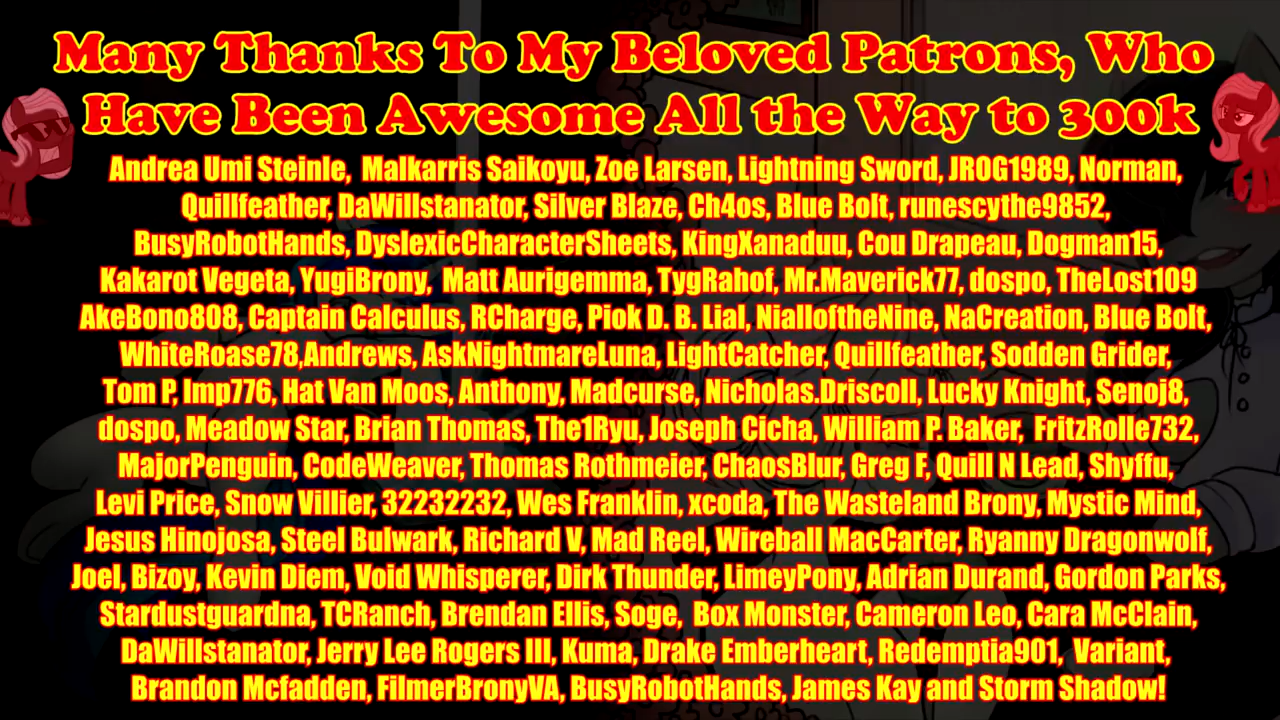 Many Thanks To My Beloved Patrons, Who
Have Been Awesome All the Way to 300k
Andrea Umi Steinle, Malkarris Saikoyu, Zoe Larsen, Lightning Sword, JROG1989, Norman,
Quillfeather, DaWillstanator, Silver Blaze, Ch4os, Blue Bolt, runescythe9852,
BusyRobotHands, DyslexicCharacterSheets, KingXanaduu, Cou Drapeau, Dogman15,
Kakarot Vegeta, YugiBrony, Matt Aurigemma, TygRahof, Mr.Maverick77, dospo, TheLost109
AkeBono808, Captain Calculus, RCharge, Piok D. B. Lial, NialloftheNine, NaCreation, Blue Bolt,
WhiteRoase78,Andrews, AskNightmareLuna, LightCatcher, Quillfeather, Sodden Grider,
Tom P, Imp776, Hat Van Moos, Anthony, Madcurse, Nicholas.Driscoll, Lucky Knight, Senoj8,
dospo, Meadow Star, Brian Thomas, The1Ryu, Joseph Cicha, William P. Baker, FritzRolle732,
MajorPenguin, CodeWeaver, Thomas Rothmeier, ChaosBlur, Greg F, Quill N Lead, Shyffu,
Levi Price, Snow Villier, 32232232, Wes Franklin, xcoda, The Wasteland Brony, Mystic Mind,
Jesus Hinojosa, Steel Bulwark, Richard V, Mad Reel, Wireball MacCarter, Ryanny Dragonwolf,
Joel, Bizoy, Kevin Diem, Void Whisperer, Dirk Thunder, LimeyPony, Adrian Durand, Gordon Parks,
Stardustguardna, TCRanch, Brendan Ellis, Soge, Box Monster, Cameron Leo, Cara McClain,
DaWillstanator, Jerry Lee Rogers III, Kuma, Drake Emberheart, Redemptia901, Variant,
Brandon Mcfadden, FilmerBronyVA, BusyRobotHands, James Kay and Storm Shadow!